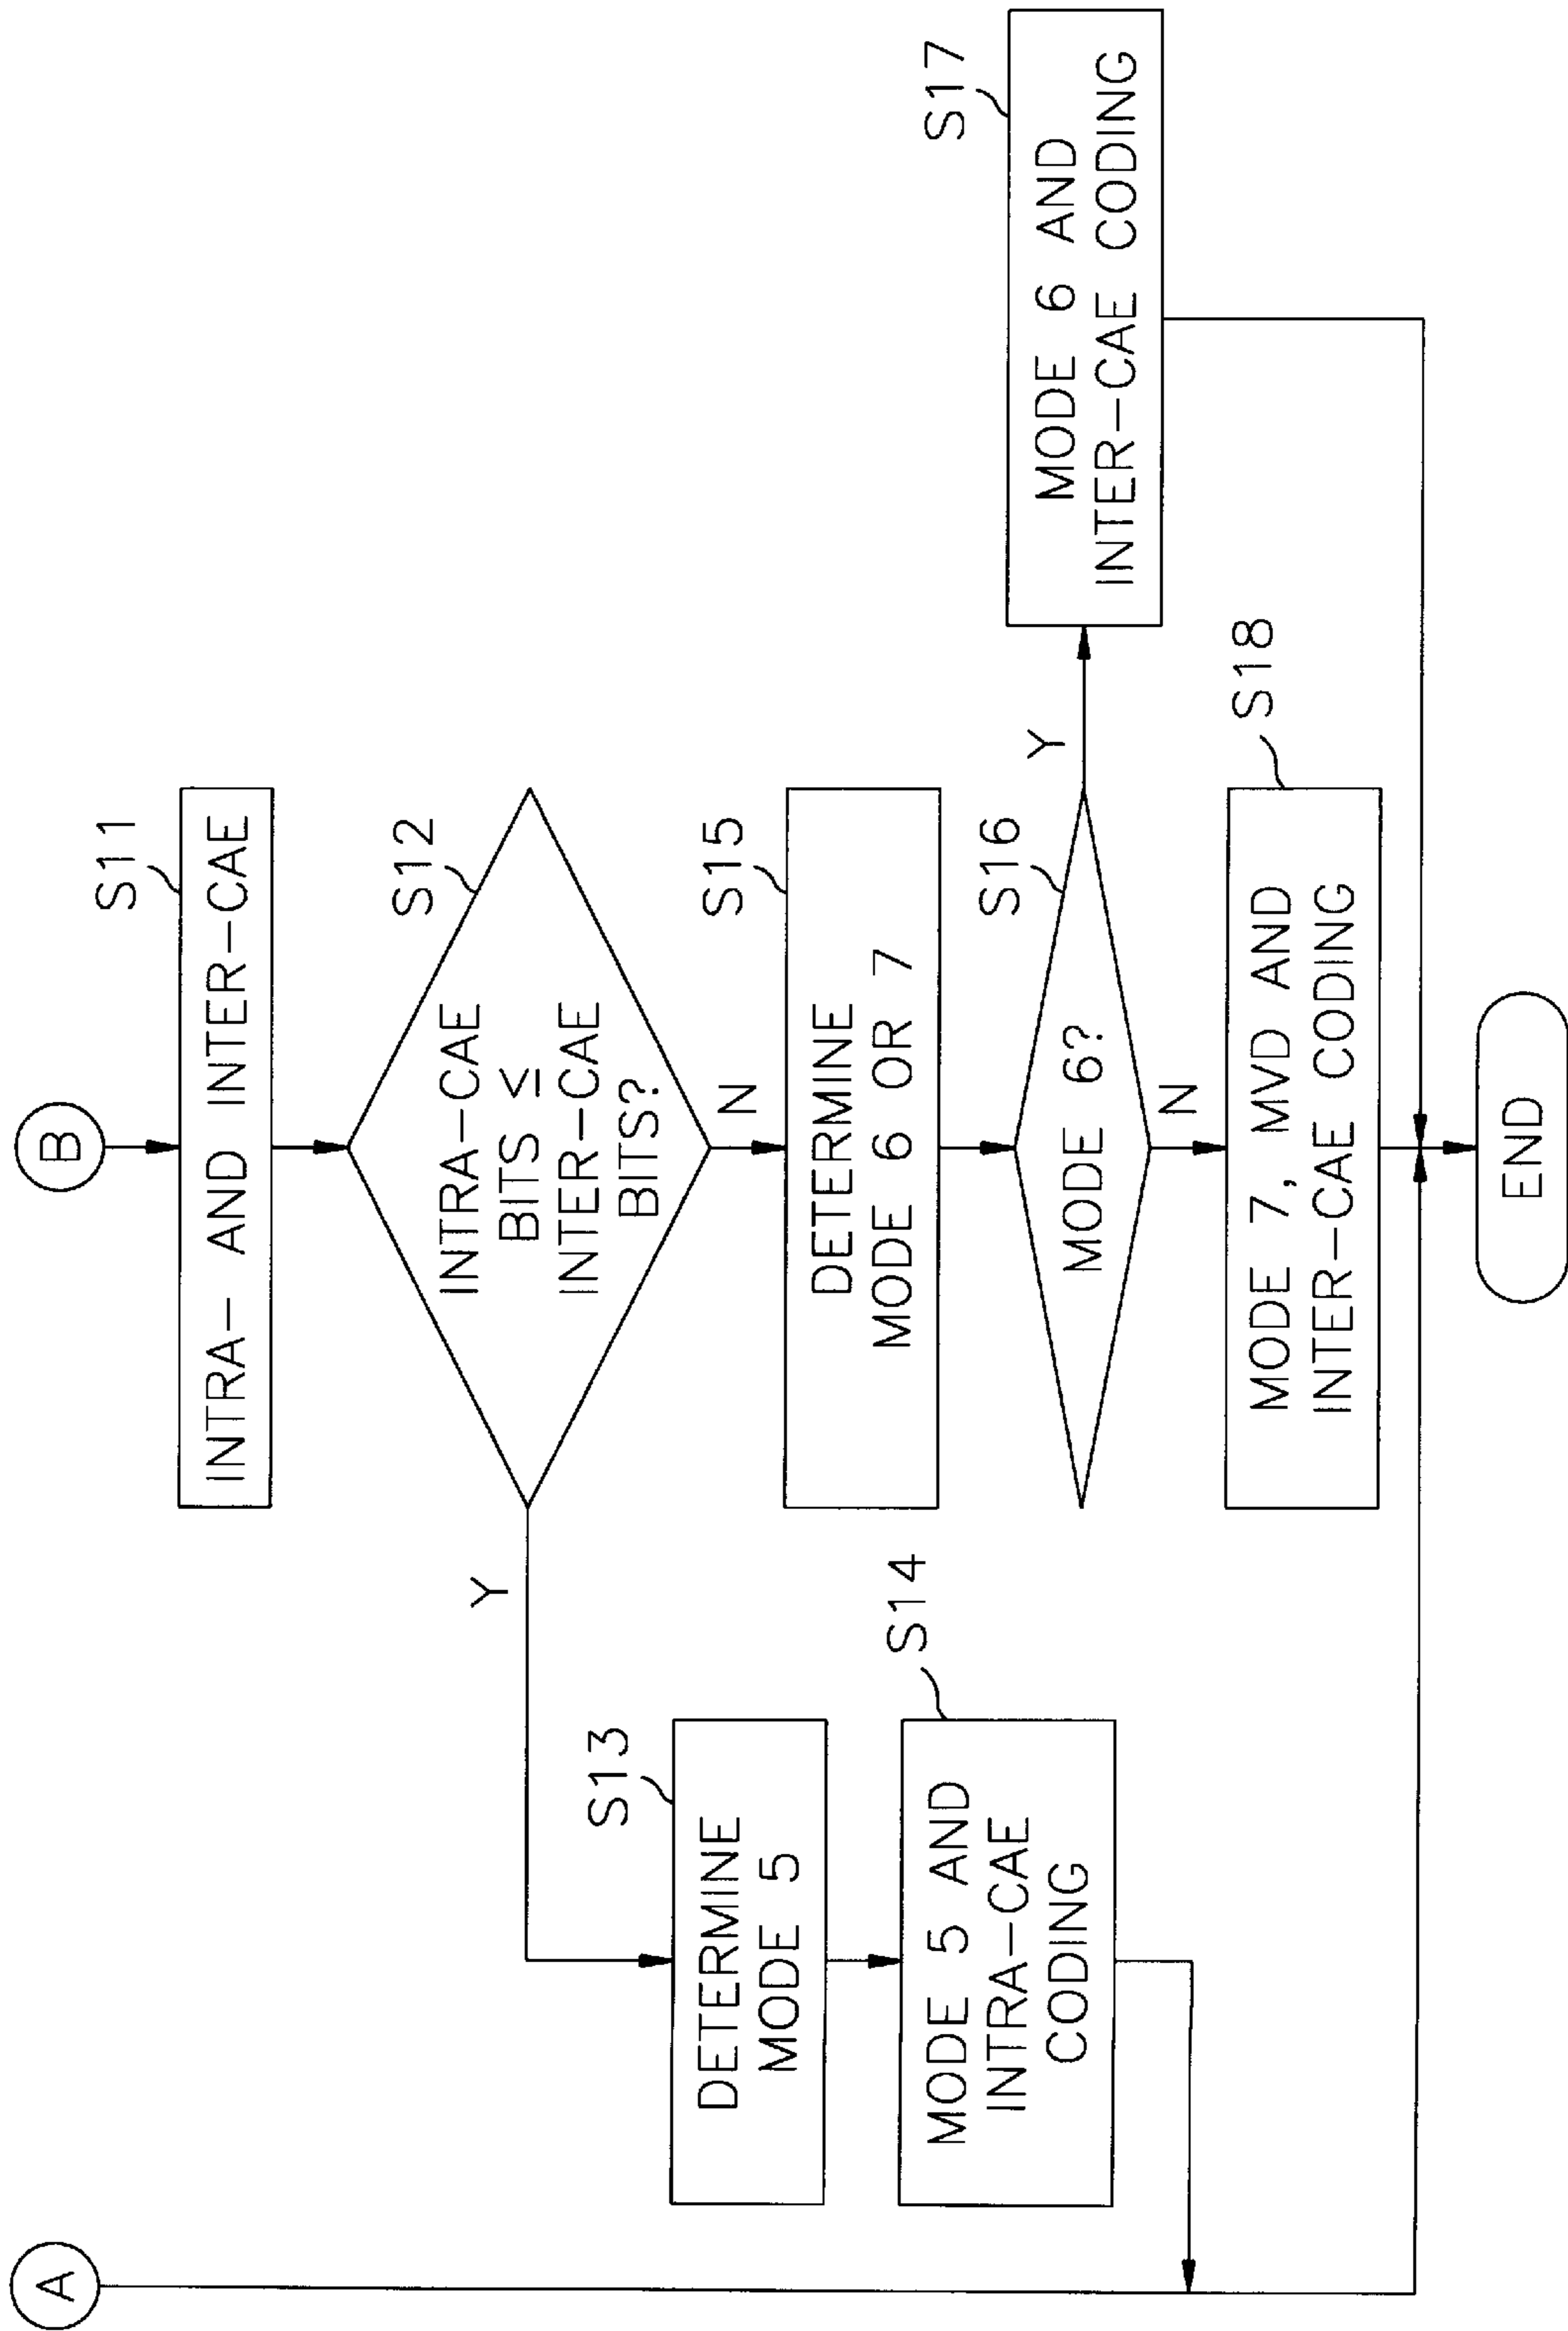 A
B
S11
INTRA- AND INTER-CAE
S12
INTRA-CAE
BITS ≤
INTER-CAE
BITS?
Y
N
S13
DETERMINE
MODE 5
S14
MODE 5 AND
INTRA-CAE
CODING
S15
DETERMINE
MODE 6 OR 7
S16
MODE 6?
Y
N
S17
MODE 6 AND
INTER-CAE CODING
S18
MODE 7, MVD AND
INTER-CAE CODING
END